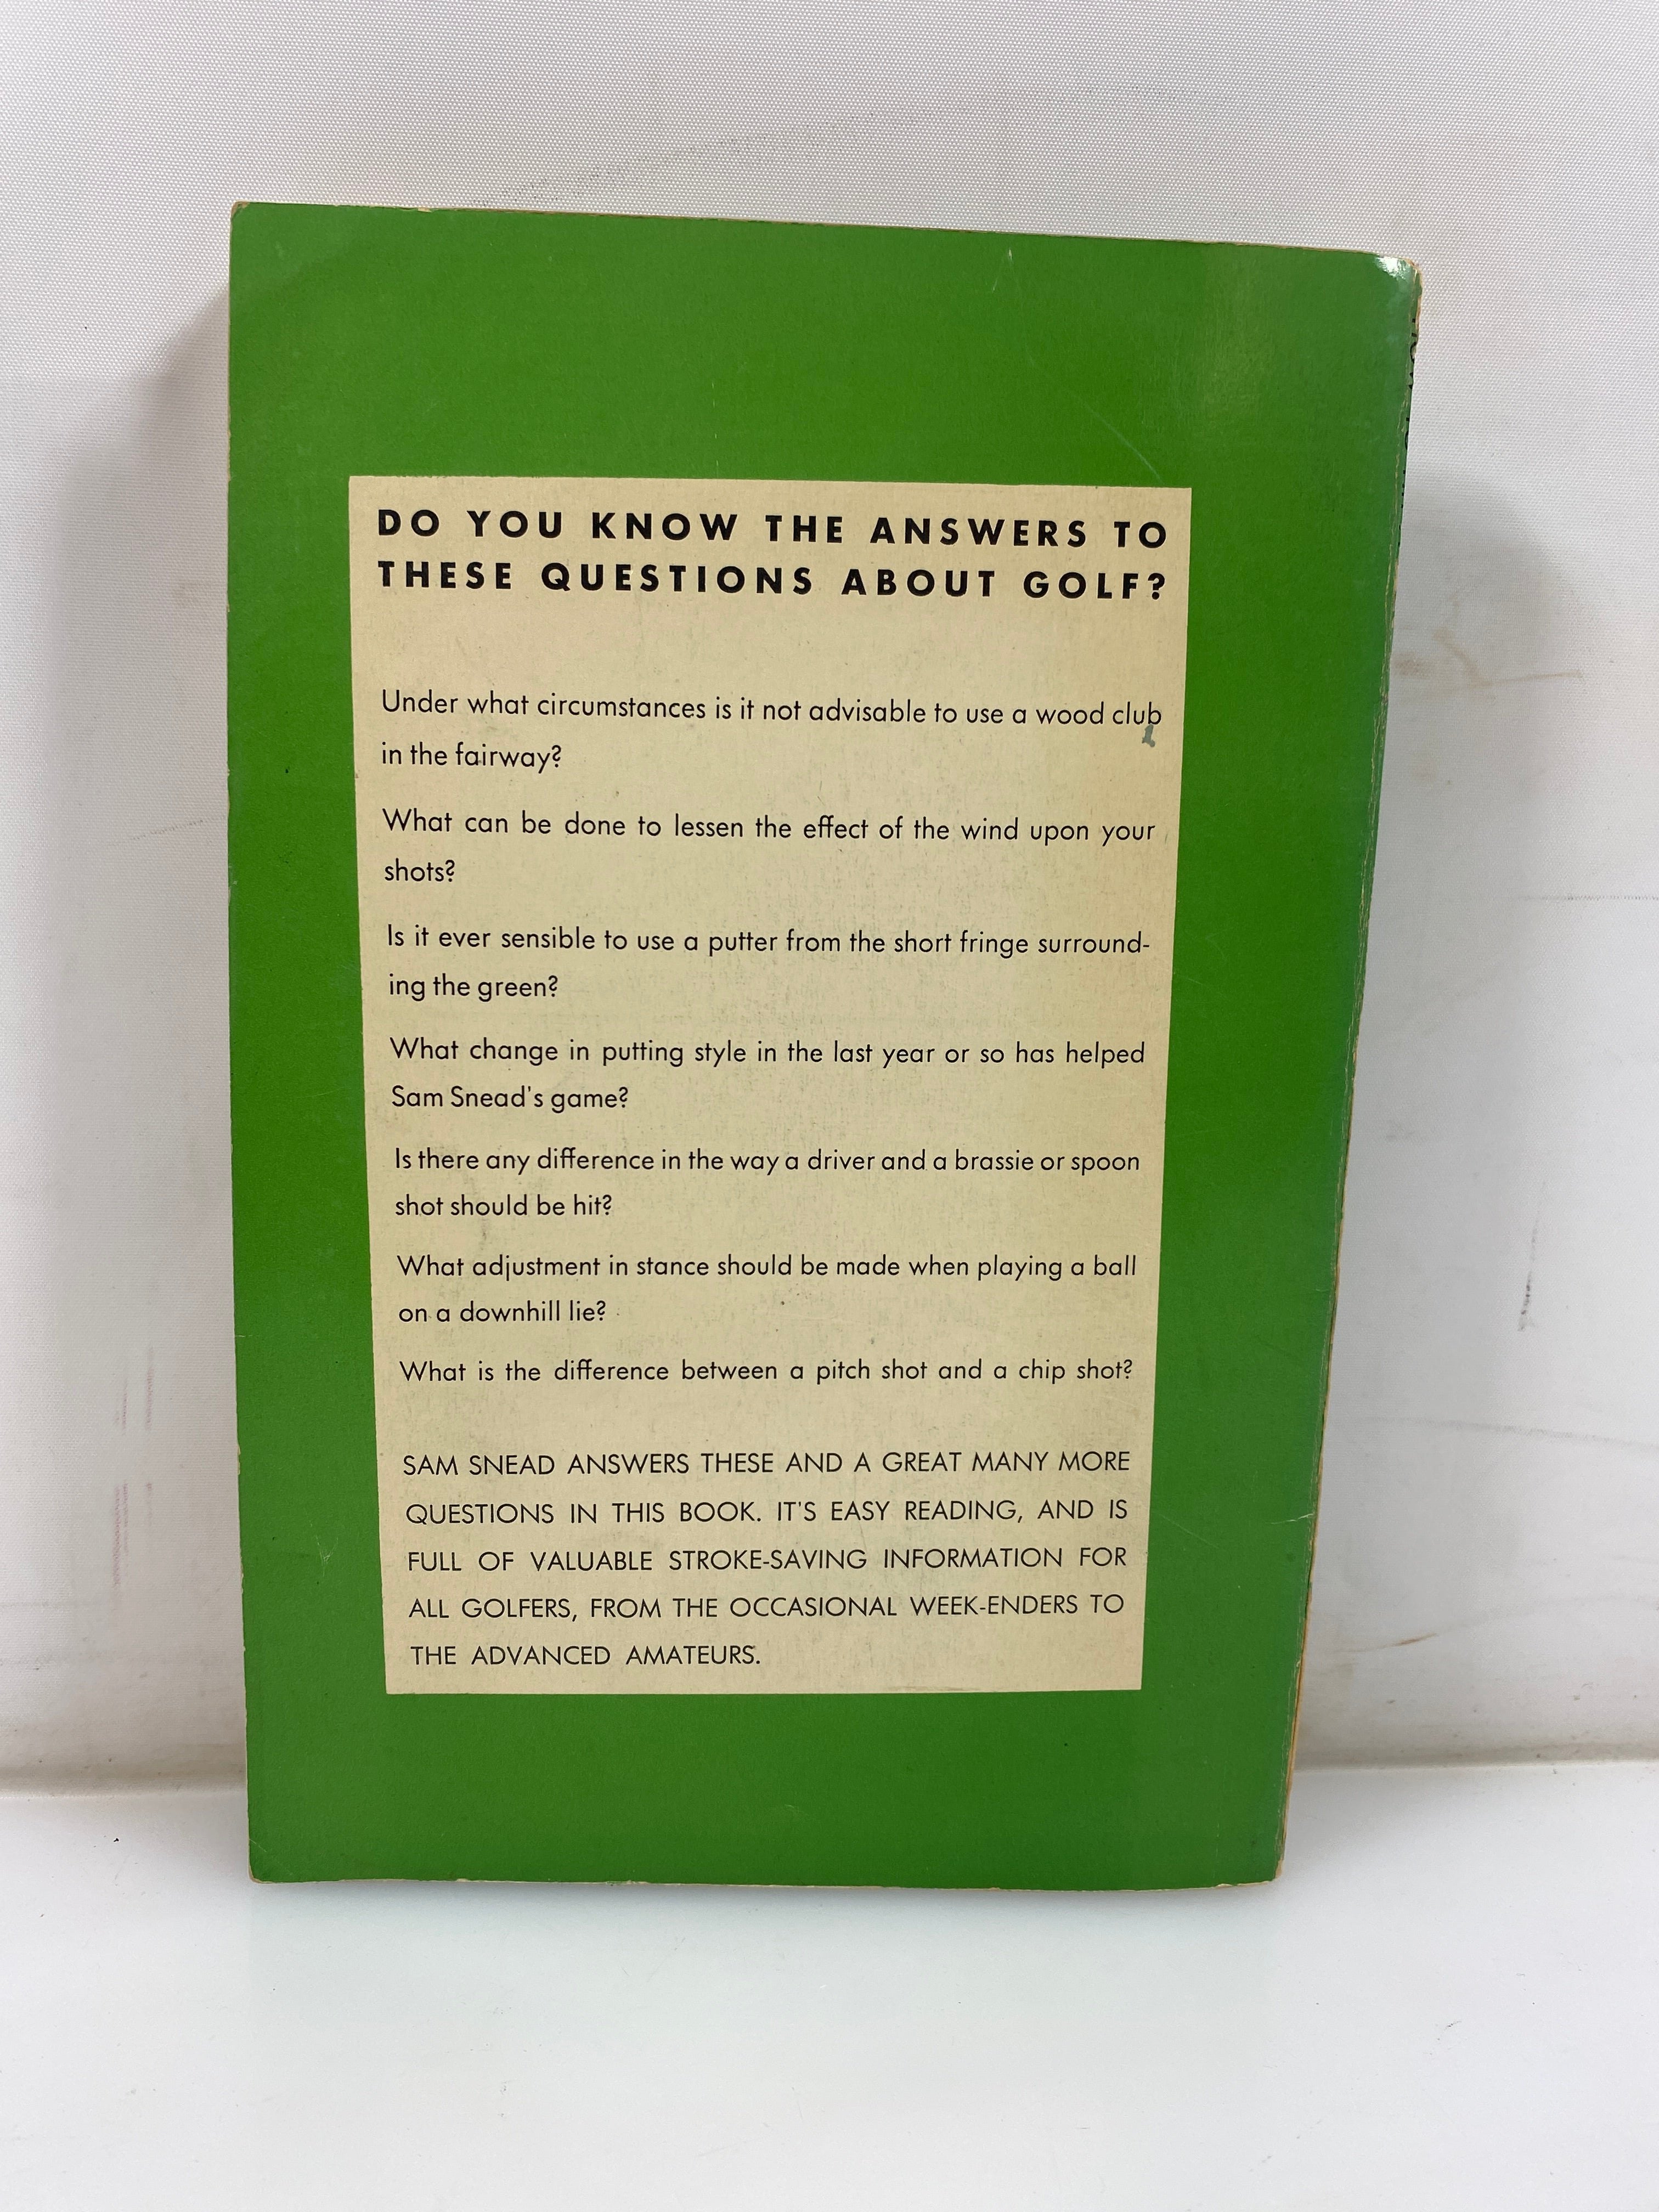 DO YOU KNOW THE ANSWERS TO
THESE QUESTIONS ABOUT GOLF?
Under what circumstances is it not advisable to use a wood club
in the fairway?
What can be done to lessen the effect of the wind upon your
shots?
Is it ever sensible to use a putter from the short fringe surround-
ing the green?
What change in putting style in the last year or so has helped
Sam Snead's game?
Is there any difference in the way a driver and a brassie or spoon
shot should be hit?
What adjustment in stance should be made when playing a ball
on a downhill lie?
What is the difference between a pitch shot and a chip shot?
SAM SNEAD ANSWERS THESE AND A GREAT MANY MORE
QUESTIONS IN THIS BOOK. IT'S EASY READING, AND IS
FULL OF VALUABLE STROKE-SAVING INFORMATION FOR
ALL GOLFERS, FROM THE OCCASIONAL WEEK-ENDERS TO
THE ADVANCED AMATEURS.